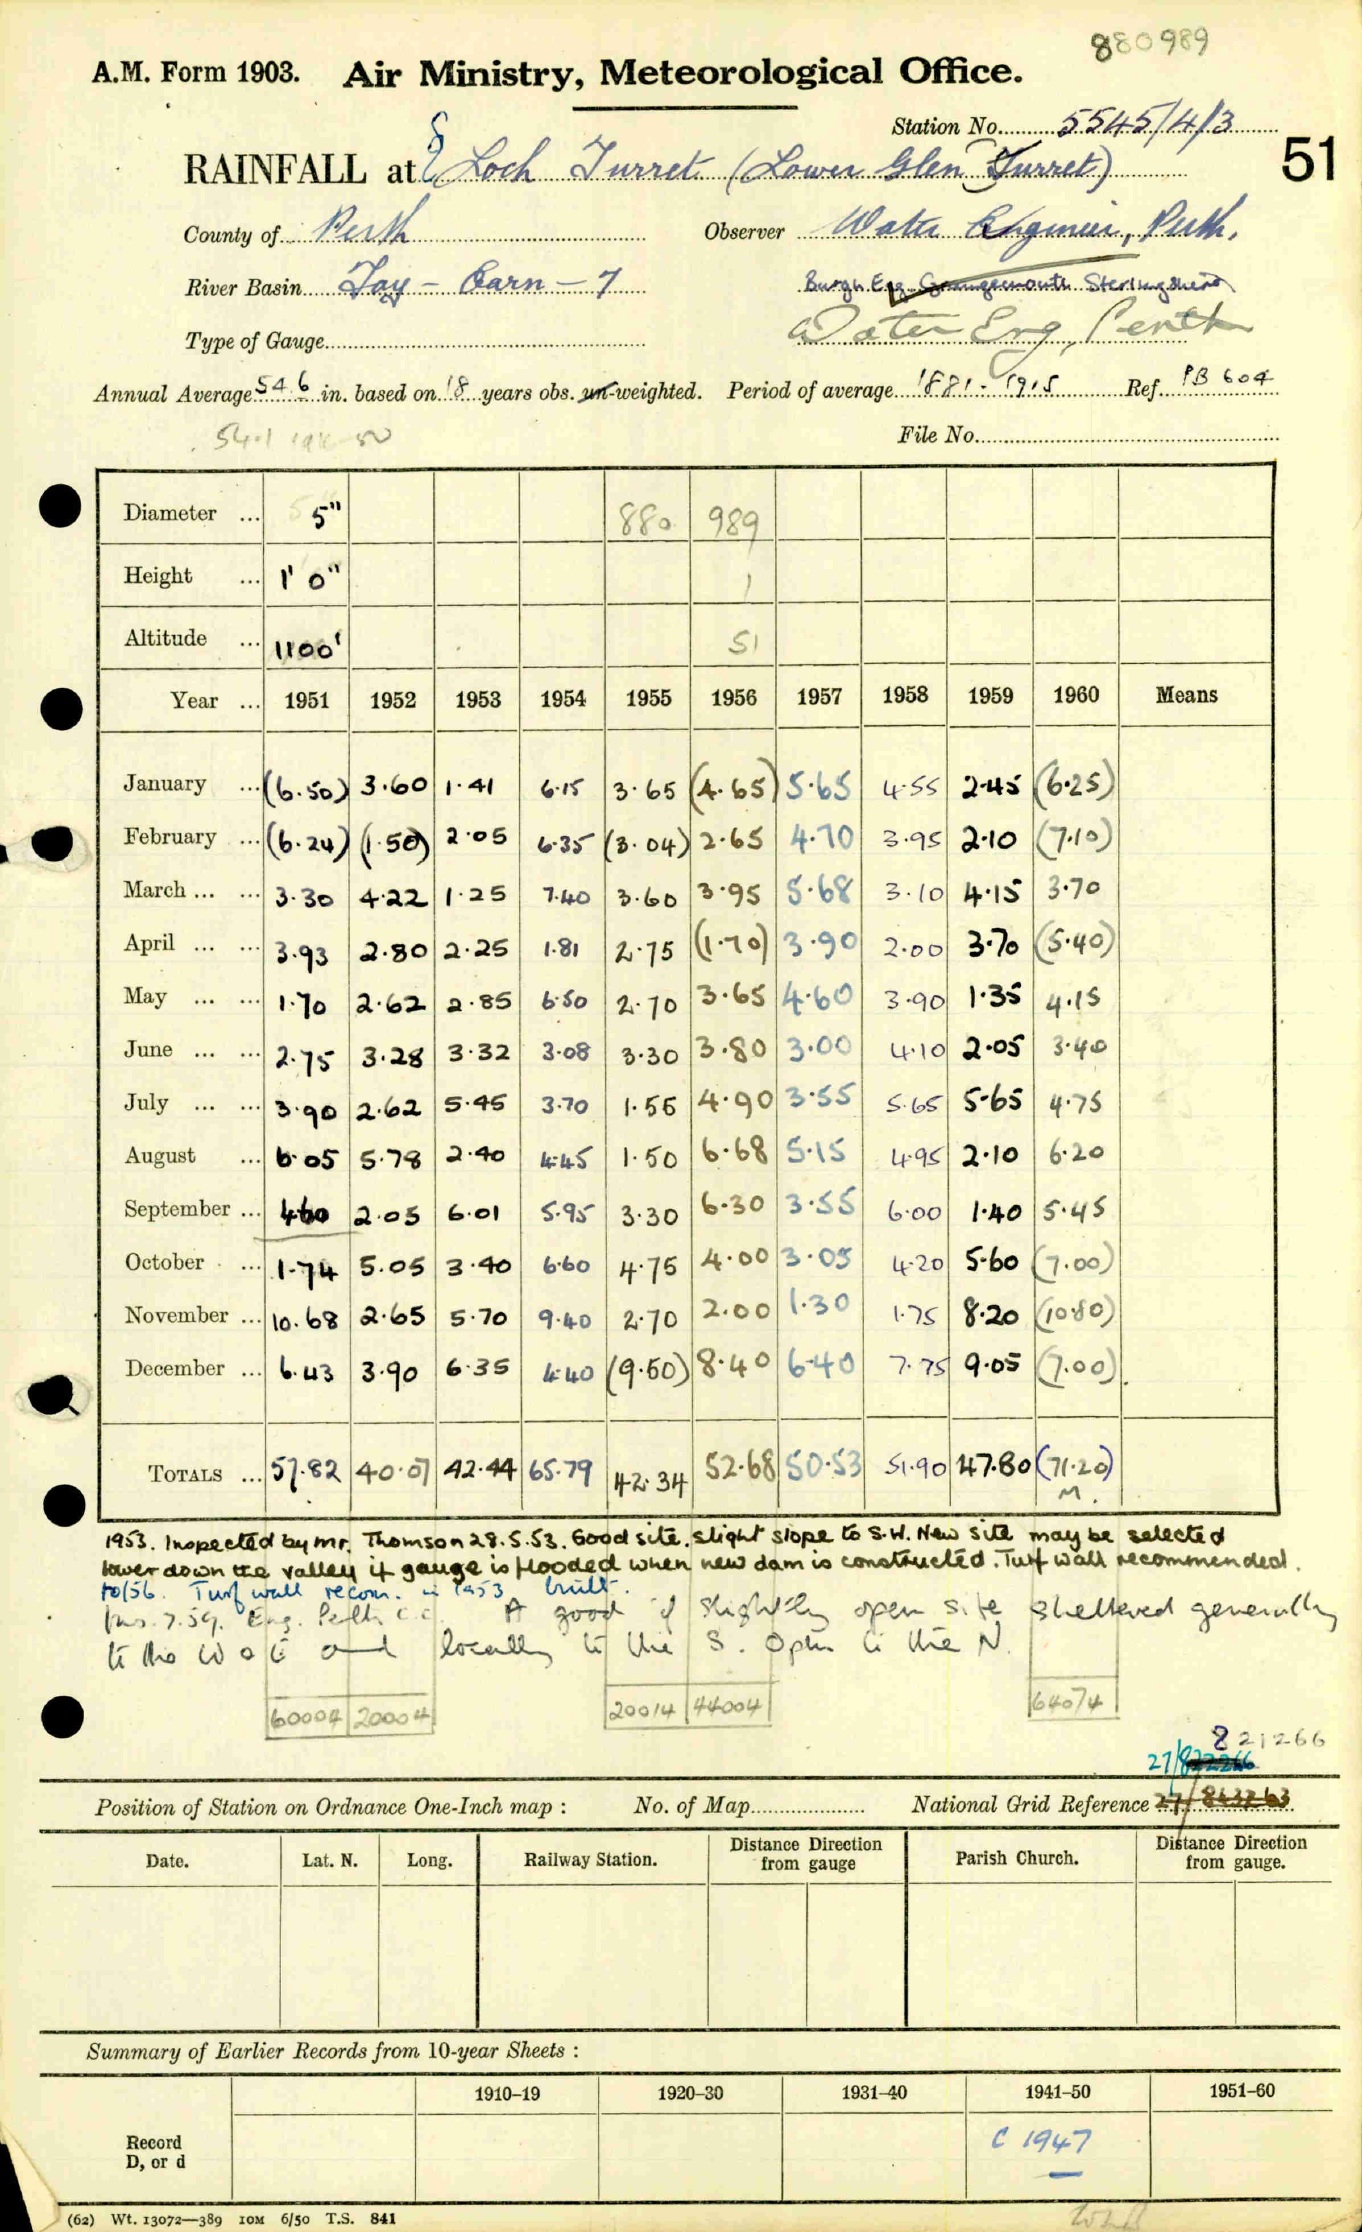 880989
A.M. Form 1903. Air Ministry, Meteorological Office.
Station No. 5545/4/3
RAINFALL at Loch Turret (Lower Glen Turret) 51
County of Perth Observer Water Engineer, Perth.
River Basin Tay - Earn - 7 Burgh Eng. Grangemouth Sterlingshire
Type of Gauge Water Eng, Perth
Annual Average 54.6 in. based on 18 years obs. un-weighted. Period of average 1881-1915 Ref. PB 604
54.1
File No.
Diameter ... 5" 880 989
Height ... 1' 0" 1
Altitude ... 1100' 51
Year ... 1951 1952 1953 1954 1955 1956 1957 1958 1959 1960 Means
January ... (6.50) 3.60 1.41 6.15 3.65 (4.65) 5.65 4.55 2.45 (6.25)
February ... (6.24) (1.50) 2.05 6.35 (3.04) 2.65 4.70 3.95 2.10 (7.10)
March ... ... 3.30 4.22 1.25 7.40 3.60 3.95 5.68 3.10 4.15 3.70
April ... ... 3.93 2.80 2.25 1.81 2.75 (1.70) 3.90 2.00 3.70 (5.40)
May ... ... 1.70 2.62 2.85 6.50 2.70 3.65 4.60 3.90 1.35 4.15
June ... ... 2.75 3.28 3.32 3.08 3.30 3.80 3.00 4.10 2.05 3.40
July ... ... 3.90 2.62 5.45 3.70 1.55 4.90 3.55 5.65 5.65 4.75
August ... 6.05 5.78 2.40 4.45 1.50 6.68 5.15 4.95 2.10 6.20
September ... 4.60 2.05 6.01 5.95 3.30 6.30 3.55 6.00 1.40 5.45
October ... 1.74 5.05 3.40 6.60 4.75 4.00 3.05 4.20 5.60 (7.00)
November ... 10.68 2.65 5.70 9.40 2.70 2.00 1.30 1.75 8.20 (10.80)
December ... 6.43 3.90 6.35 4.40 (9.50) 8.40 6.40 7.75 9.05 (7.00)
TOTALS ... 57.82 40.07 42.44 65.79 42.34 52.68 50.53 51.90 47.80 (71.20)
M.
1953. Inspected by Mr. Thomson 28.5.53. Good site, slight slope to S.W. New site may be selected
lower down the valley if gauge is flooded when new dam is constructed. Turf wall recommended.
10/56. Turf wall recom. in 1953 built.
Ins. 7.59. Eng. Perth C.C. A good if slightly open site sheltered generally
to the W & E and locally to the S. Open to the N.
60004 20004 20014 44004 64074
821266
27/
Position of Station on Ordnance One-Inch map : No. of Map National Grid Reference 27/ 843263
Date. Lat. N. Long. Railway Station. Distance Direction from gauge Parish Church. Distance Direction from gauge.
Summary of Earlier Records from 10-year Sheets :
1910–19 1920–30 1931–40 1941–50 1951–60
Record
D, or d
C 1947
(62) Wt. 13072—389 10M 6/50 T.S. 841